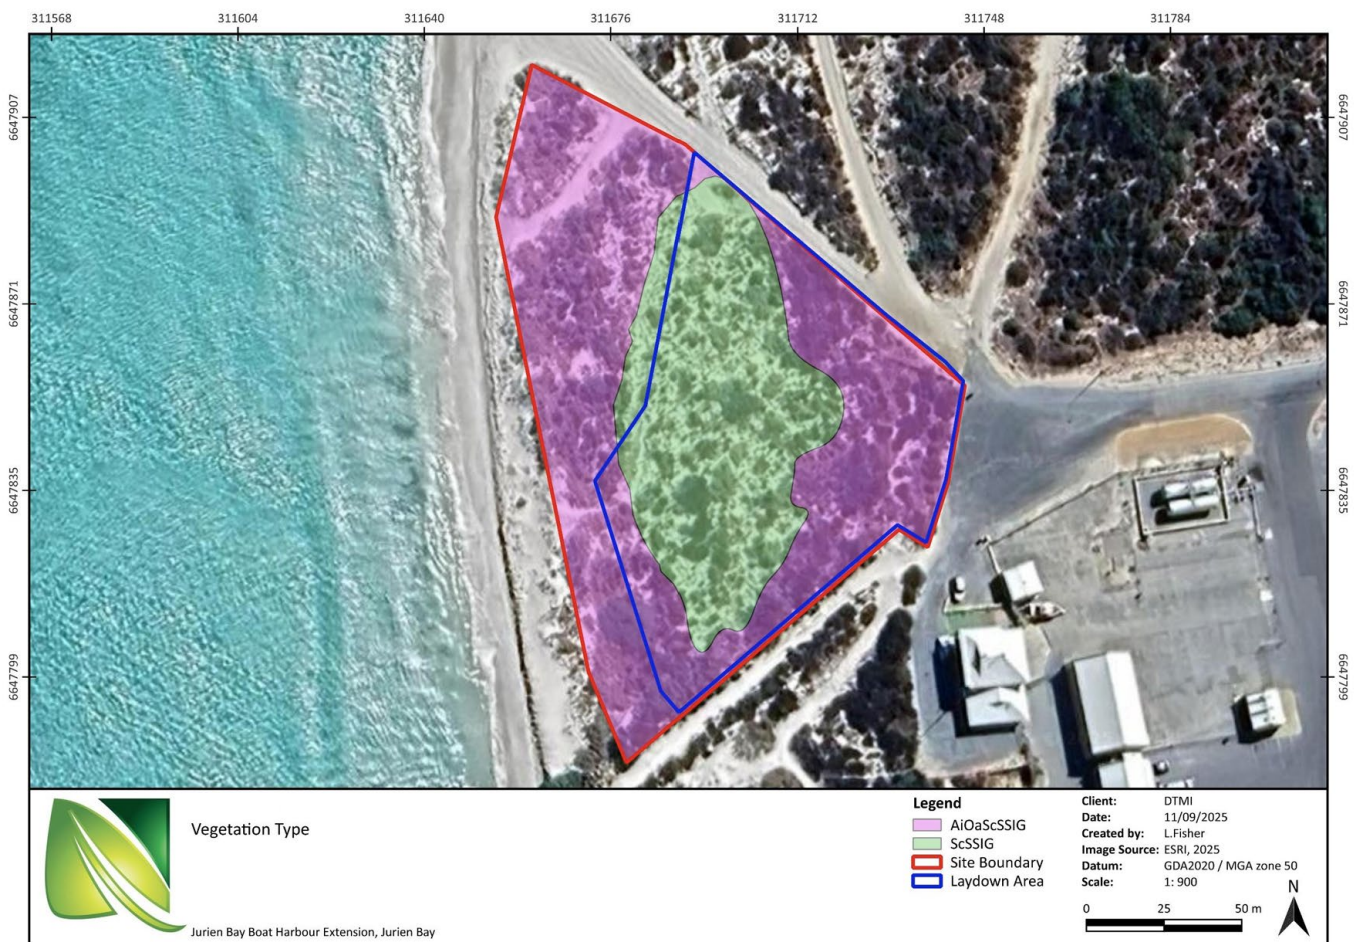 311568 311604 311640 311676 311712 311748 311784
6647907 6647907
6647871 6647871
6647835 6647835
6647799 6647799
Vegetation Type
Jurien Bay Boat Harbour Extension, Jurien Bay
Legend
AiOaScSSIG
ScSSIG
Site Boundary
Laydown Area
Client: DTMI
Date: 11/09/2025
Created by: L.Fisher
Image Source: ESRI, 2025
Datum: GDA2020 / MGA zone 50
Scale: 1: 900
N
0 25 50 m